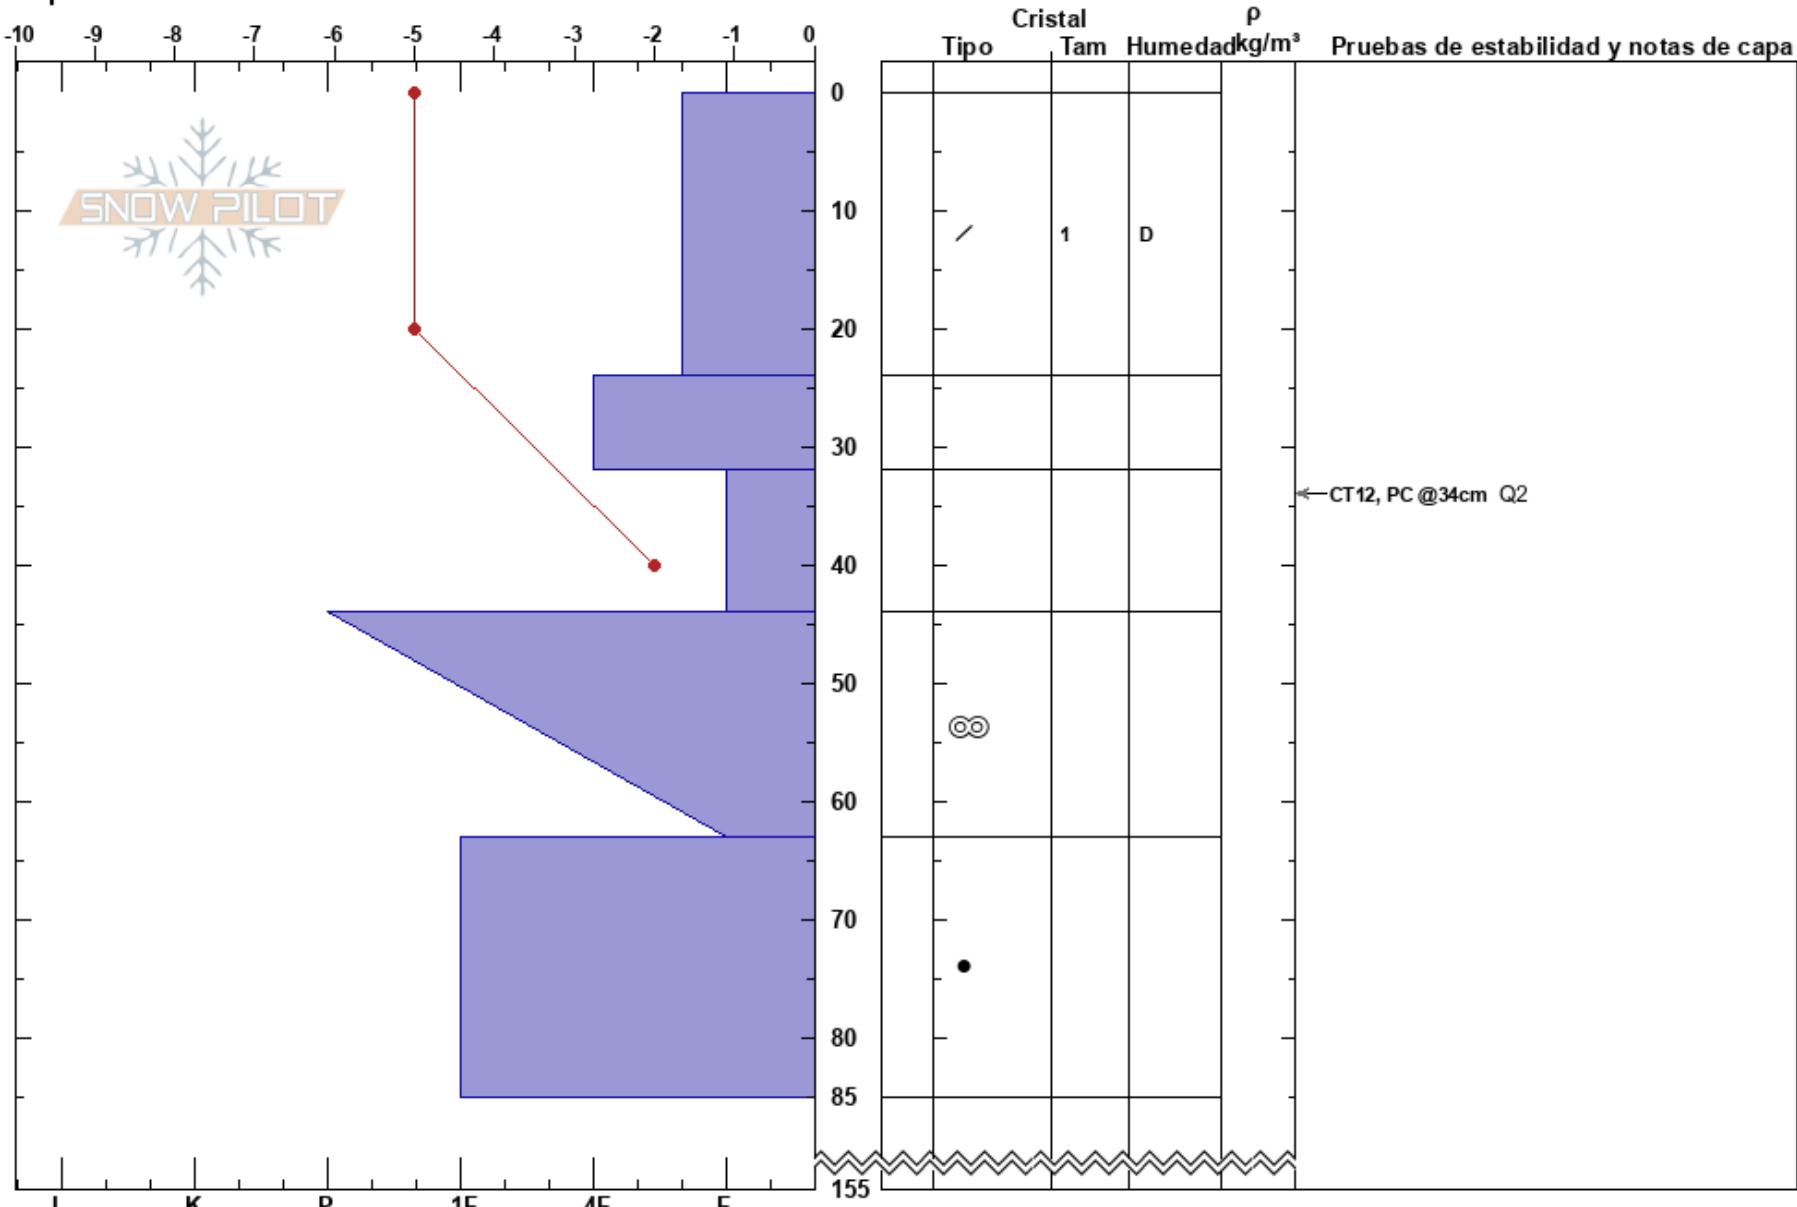 Cristal ρ
-10 -9 -8 -7 -6 -5 -4 -3 -2 -1 0 Tipo Tam Humedad kg/m³ Pruebas de estabilidad y notas de capa
0
SNOW PILOT
10
1 D
20
30
CT12, PC @34cm Q2
40
50
60
70
80
85
155
K P 1F 4F F